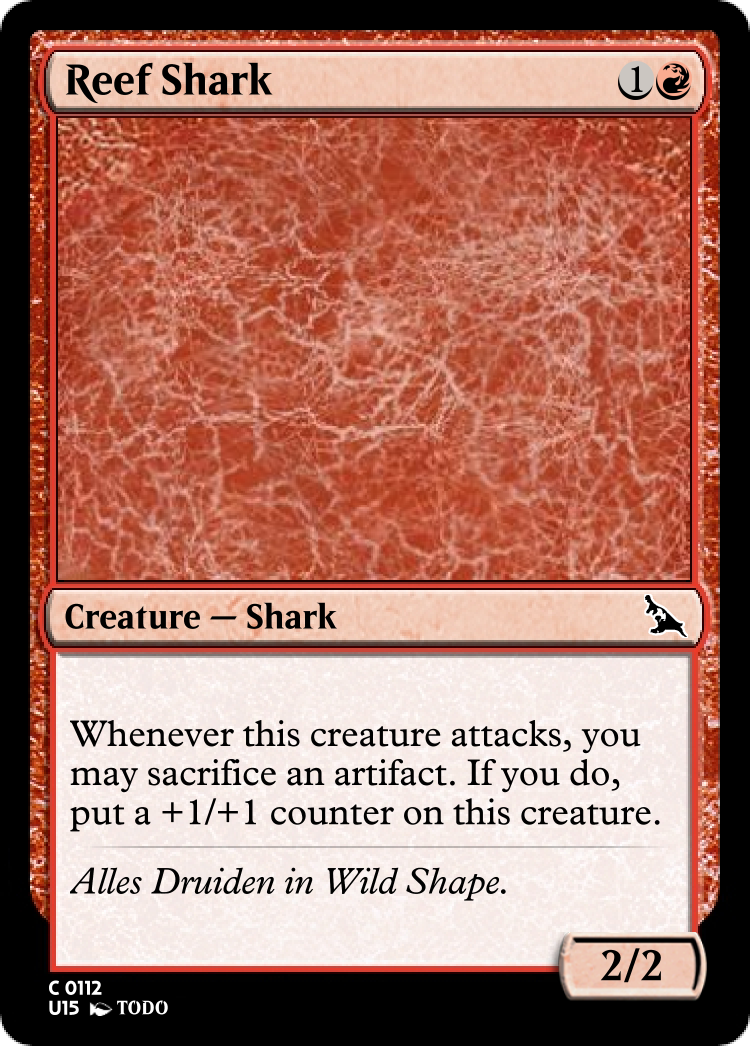 Reef Shark
1
Creature — Shark
Whenever this creature attacks, you
may sacrifice an artifact. If you do,
put a +1/+1 counter on this creature.
Alles Druiden in Wild Shape.
2/2
C 0112
U15 TODO